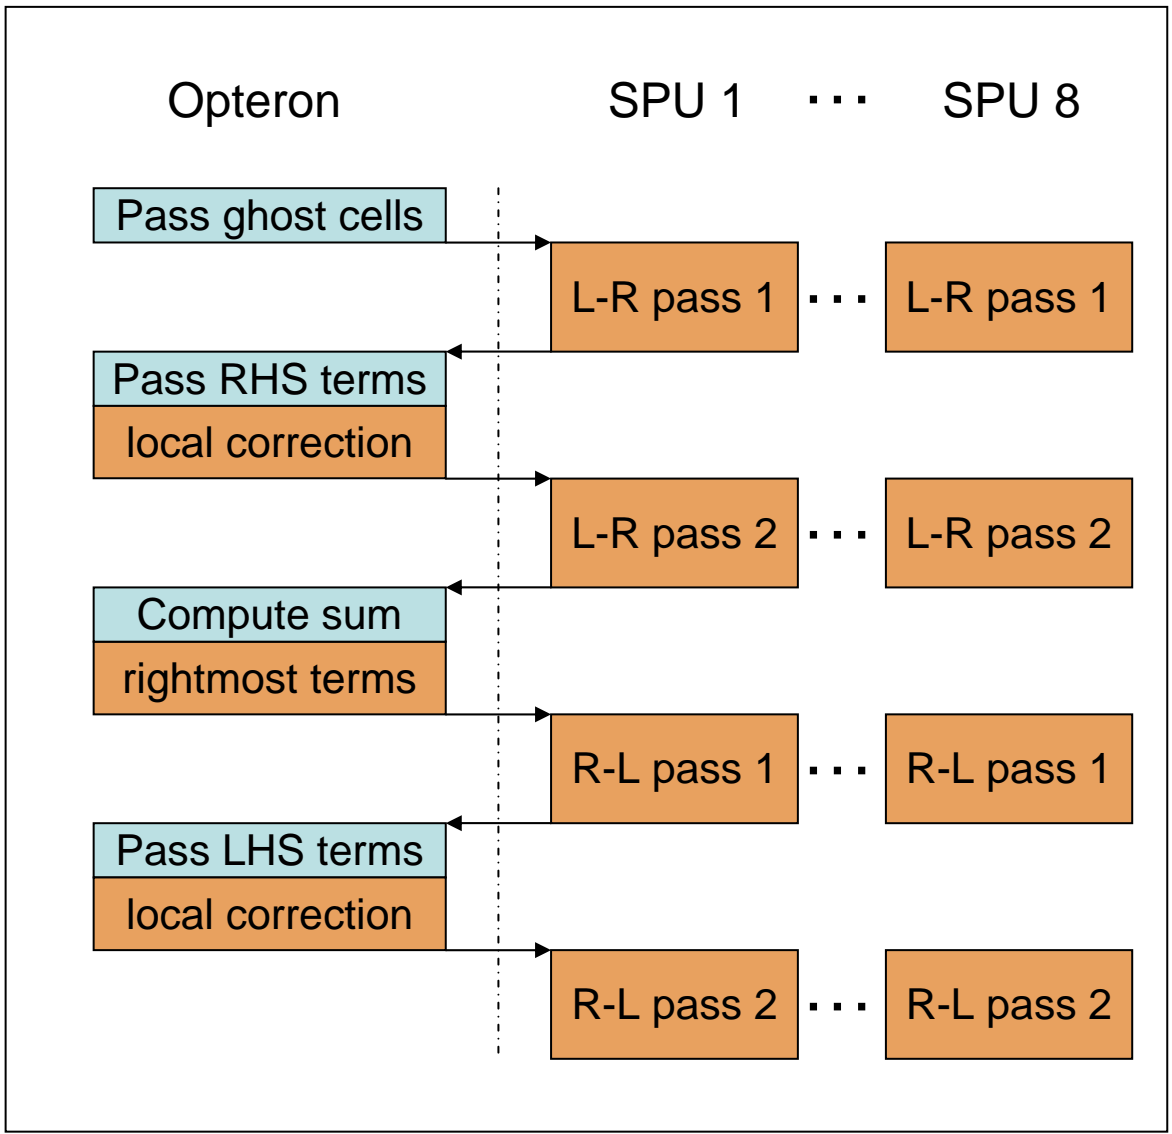 Opteron SPU 1 ... SPU 8
Pass ghost cells
L-R pass 1 ... L-R pass 1
Pass RHS terms
local correction
L-R pass 2 ... L-R pass 2
Compute sum
rightmost terms
R-L pass 1 ... R-L pass 1
Pass LHS terms
local correction
R-L pass 2 ... R-L pass 2